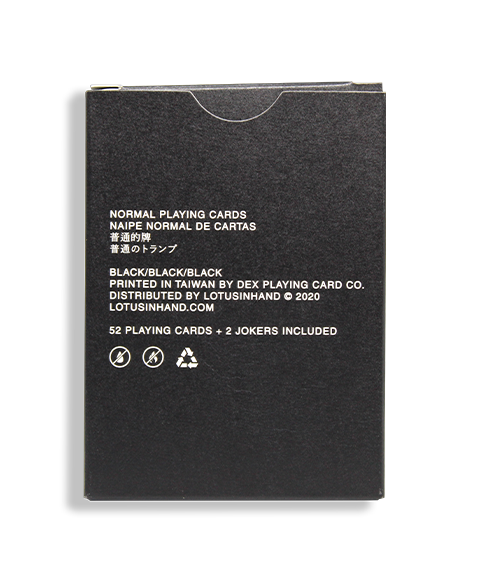 NORMAL PLAYING CARDS
NAIPE NORMAL DE CARTAS
普通的牌
普通のトランプ
BLACK/BLACK/BLACK
PRINTED IN TAIWAN BY DEX PLAYING CARD CO.
DISTRIBUTED BY LOTUSINHAND © 2020
LOTUSINHAND.COM
52 PLAYING CARDS + 2 JOKERS INCLUDED